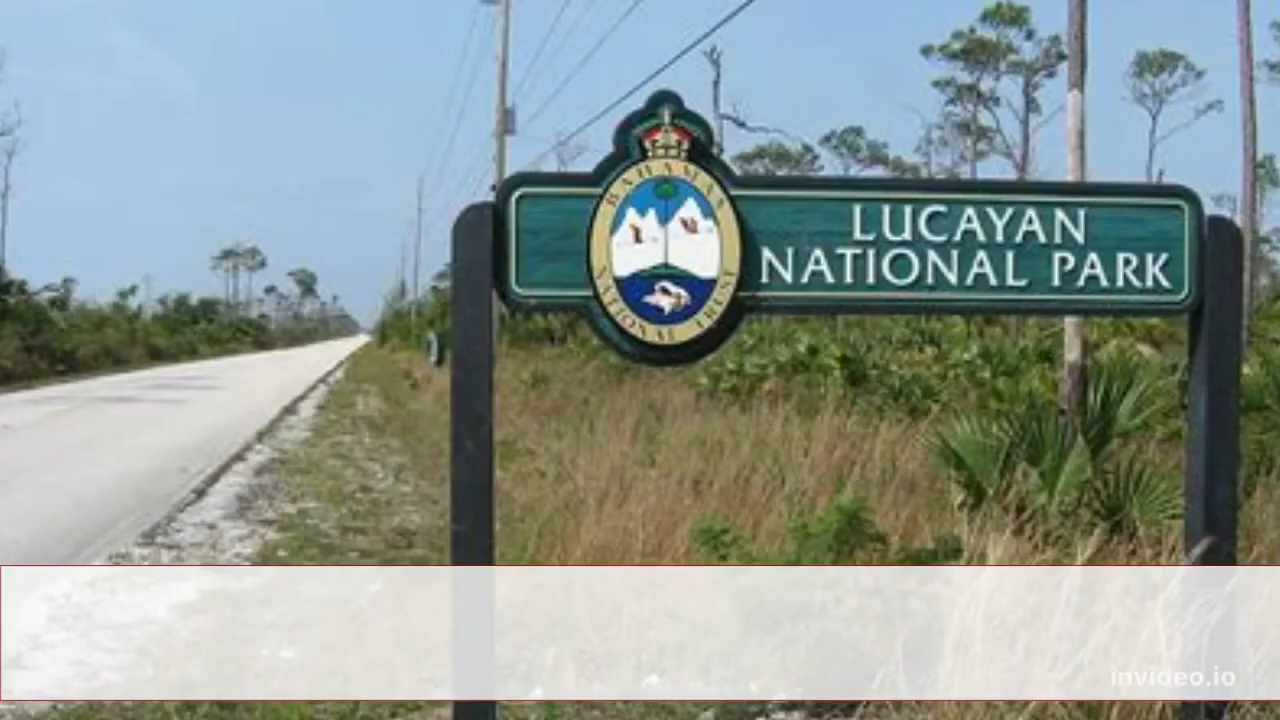 BAHAMAS
NATIONAL TRUST
LUCAYAN
NATIONAL PARK
invideo.io